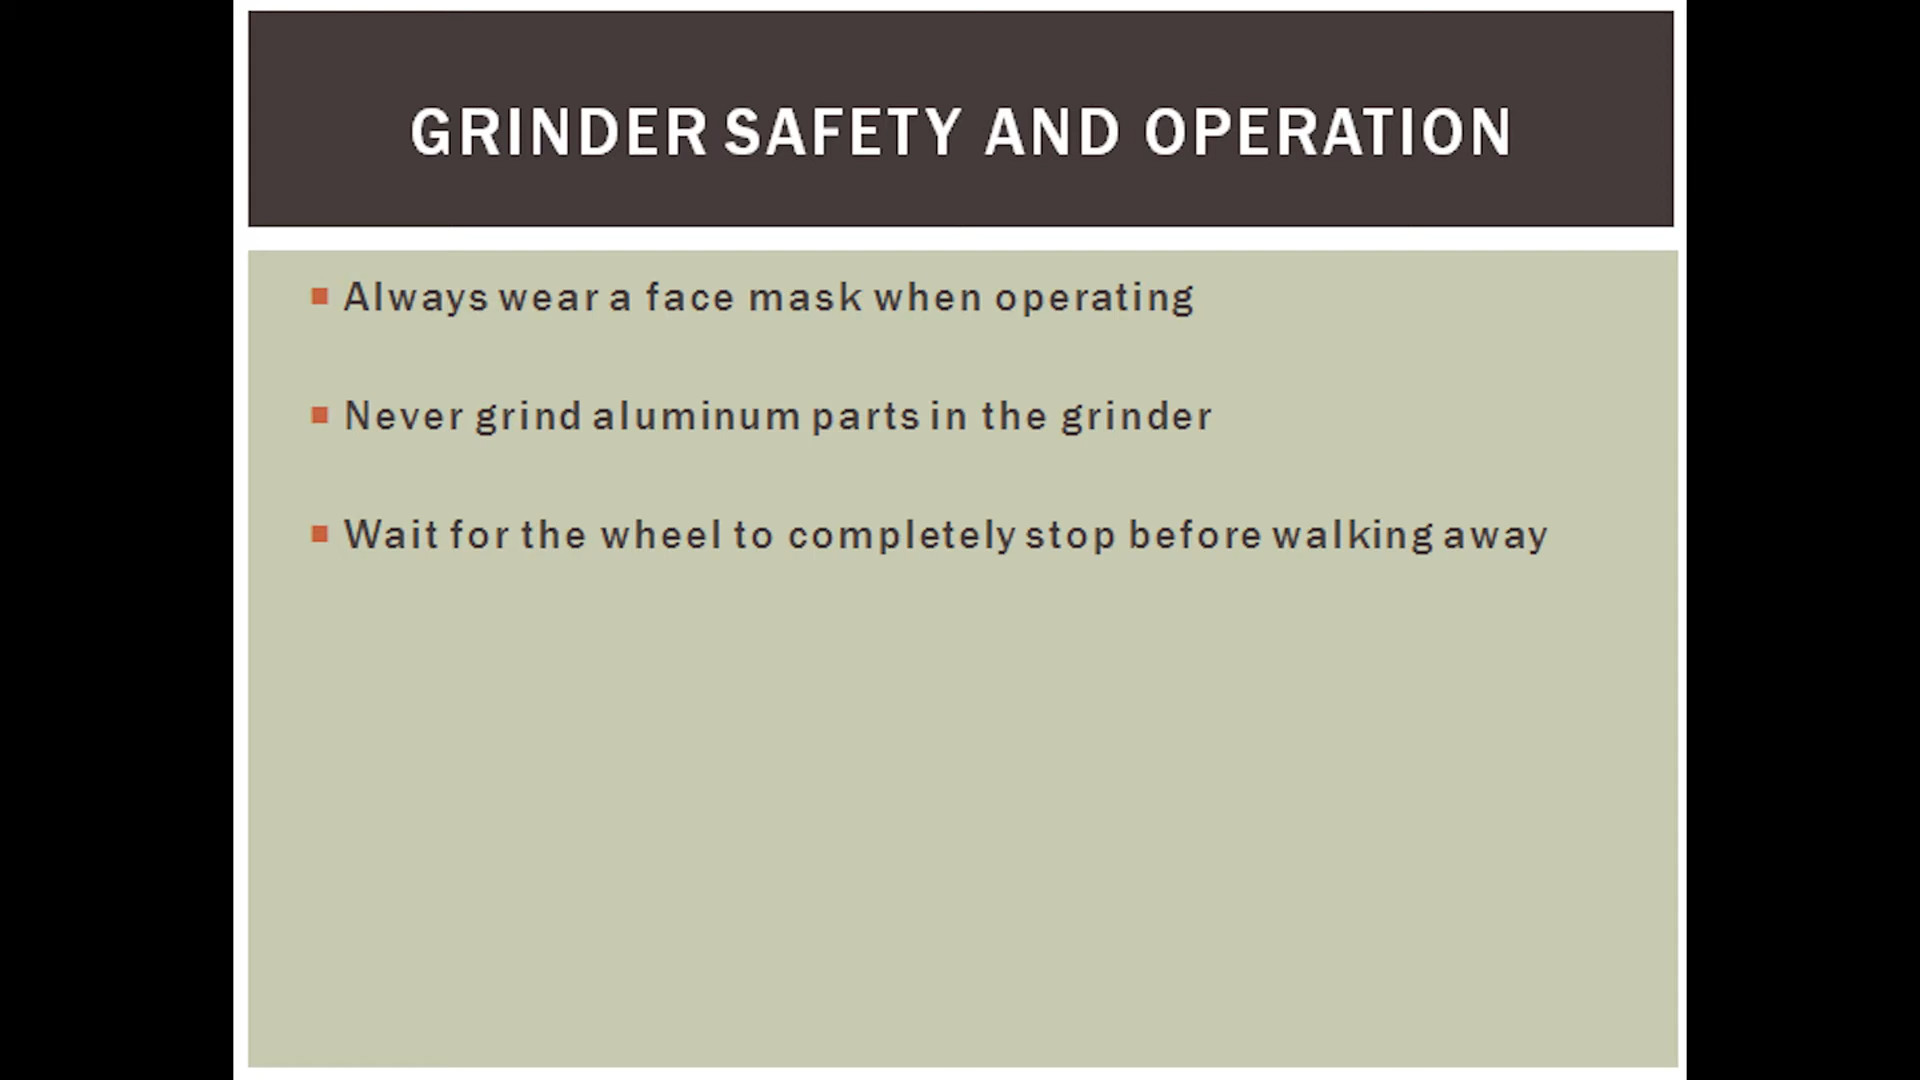 GRINDER SAFETY AND OPERATION
Always wear a face mask when operating
Never grind aluminum parts in the grinder
Wait for the wheel to completely stop before walking away